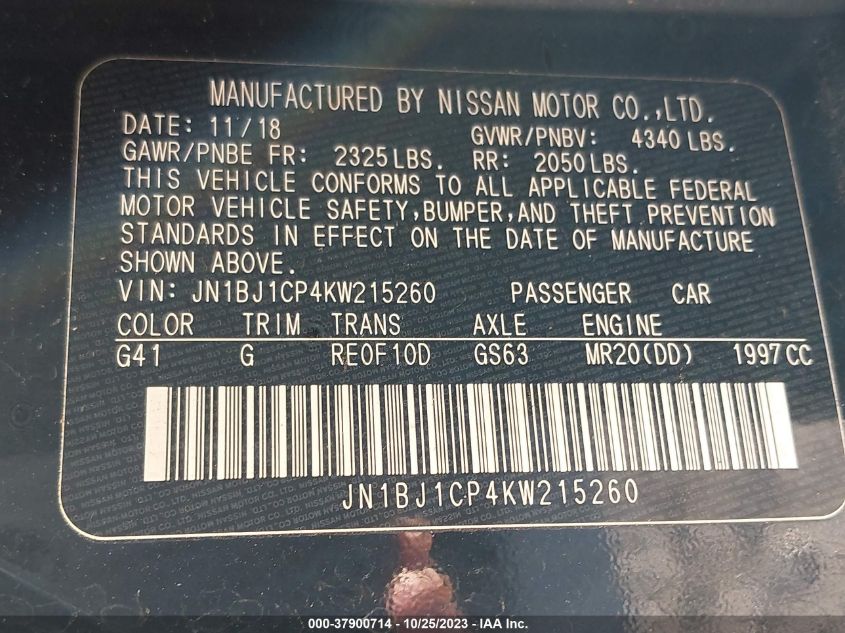 MANUFACTURED BY NISSAN MOTOR CO.,LTD.
DATE: 11/18 GVWR/PNBV: 4340 LBS.
GAWR/PNBE FR: 2325 LBS. RR: 2050 LBS.
THIS VEHICLE CONFORMS TO ALL APPLICABLE FEDERAL
MOTOR VEHICLE SAFETY,BUMPER,AND THEFT PREVENTION
STANDARDS IN EFFECT ON THE DATE OF MANUFACTURE
SHOWN ABOVE.
VIN: JN1BJ1CP4KW215260 PASSENGER CAR
COLOR TRIM TRANS AXLE ENGINE
G41 G RE0F10D GS63 MR20(DD) 1997CC
JN1BJ1CP4KW215260
000-37900714 - 10/25/2023 - IAA Inc.